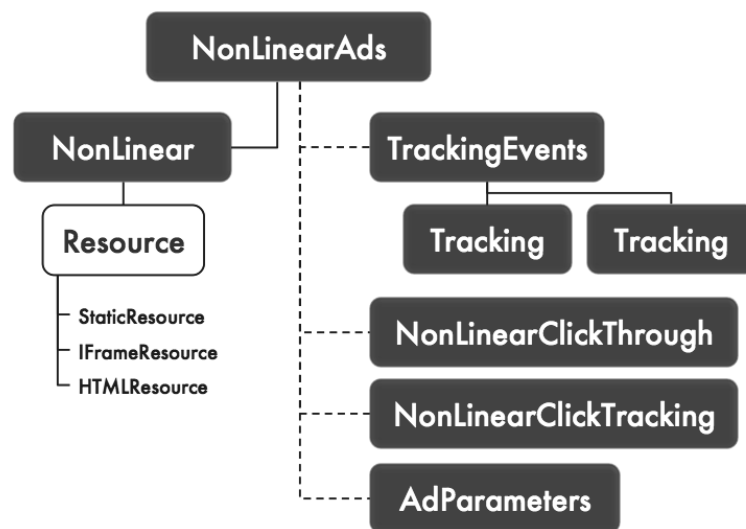 NonLinearAds
NonLinear
TrackingEvents
Resource
Tracking
Tracking
StaticResource
IFrameResource
HTMLResource
NonLinearClickThrough
NonLinearClickTracking
AdParameters